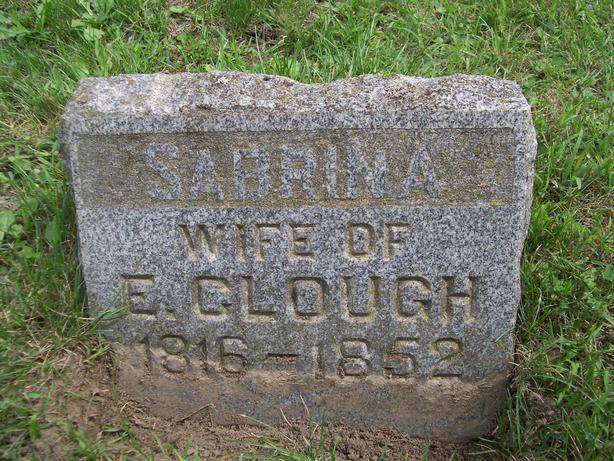 SABRINA
WIFE OF
E. CLOUGH
1816 – 1852